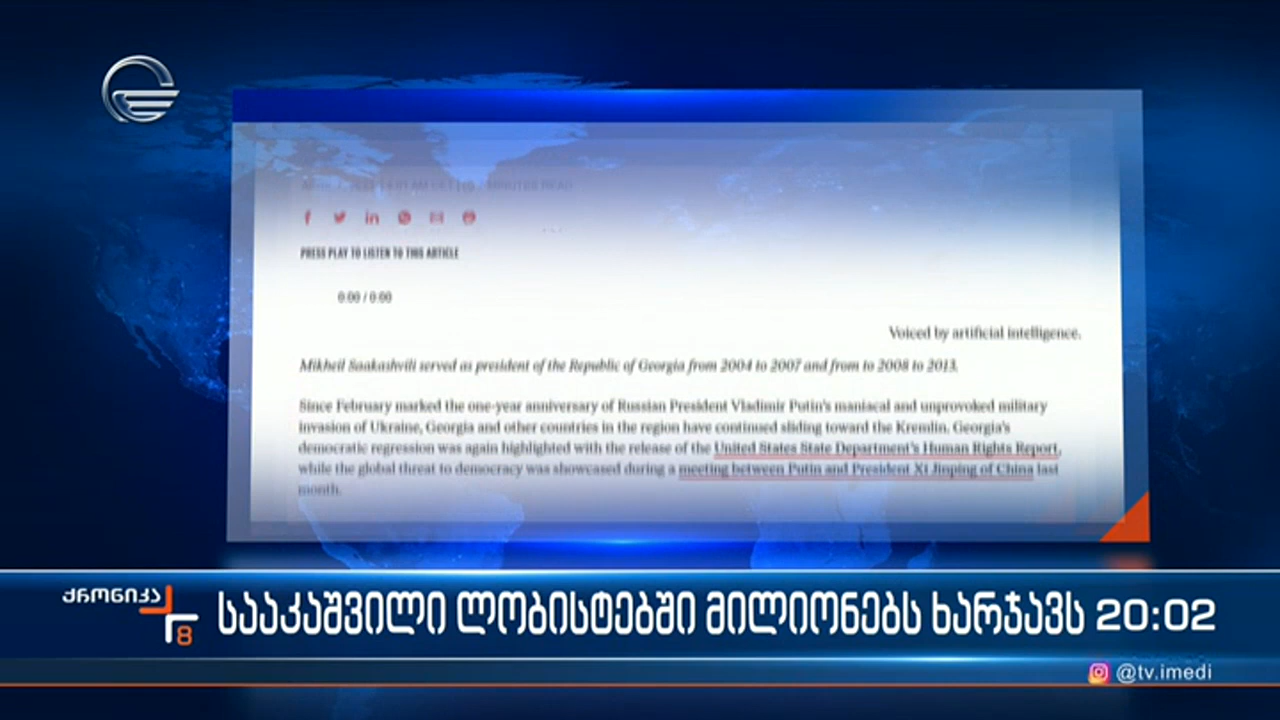 PRESS PLAY TO LISTEN TO THIS ARTICLE
0:00 / 0:00
Voiced by artificial intelligence.
Mikheil Saakashvili served as president of the Republic of Georgia from 2004 to 2007 and from to 2008 to 2013.
Since February marked the one-year anniversary of Russian President Vladimir Putin's maniacal and unprovoked military
invasion of Ukraine, Georgia and other countries in the region have continued sliding toward the Kremlin. Georgia's
democratic regression was again highlighted with the release of the United States State Department's Human Rights Report,
while the global threat to democracy was showcased during a meeting between Putin and President Xi Jinping of China last
month.
ქრონიკა
8
სააკაშვილი ლობისტებში მილიონებს ხარჯავს 20:02
@tv.imedi